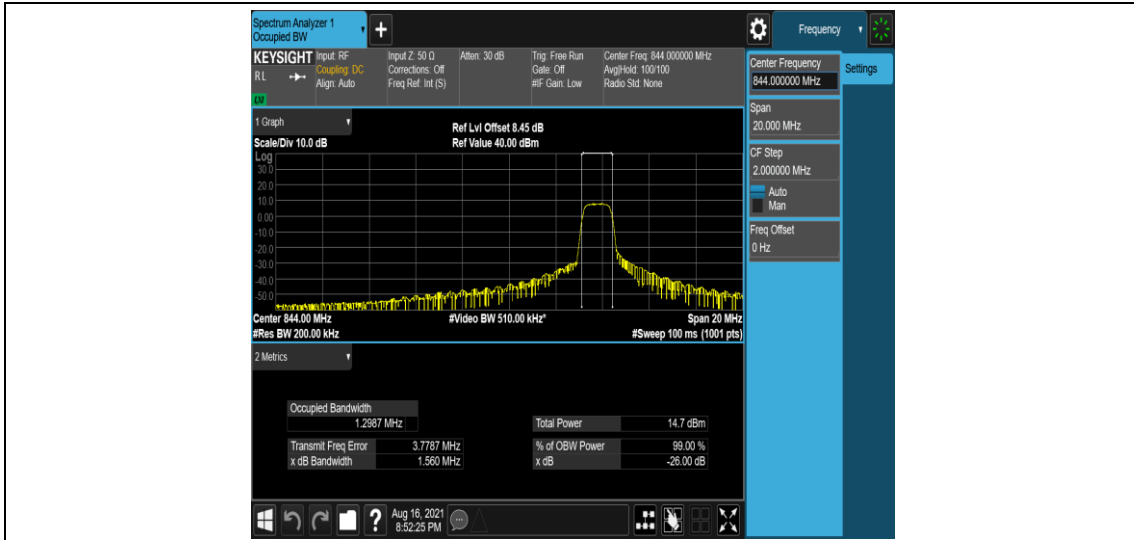 Spectrum Analyzer 1
Occupied BW
+
Frequency
KEYSIGHT
R L
LXI
Input: RF
Coupling: DC
Align: Auto
Input Z: 50 Ω
Corrections: Off
Freq Ref: Int (S)
Atten: 30 dB
Trig: Free Run
Gate: Off
#IF Gain: Low
Center Freq: 844.000000 MHz
Avg|Hold: 100/100
Radio Std: None
Center Frequency
844.000000 MHz
Settings
Span
20.000 MHz
CF Step
2.000000 MHz
Auto
Man
Freq Offset
0 Hz
1 Graph
Scale/Div 10.0 dB
Ref Lvl Offset 8.45 dB
Ref Value 40.00 dBm
Log
30.0
20.0
10.0
0.00
-10.0
-20.0
-30.0
-40.0
-50.0
Center 844.00 MHz
#Video BW 510.00 kHz*
Span 20 MHz
#Res BW 200.00 kHz
#Sweep 100 ms (1001 pts)
2 Metrics
Occupied Bandwidth
1.2987 MHz
Total Power 14.7 dBm
Transmit Freq Error 3.7787 MHz
% of OBW Power 99.00 %
x dB Bandwidth 1.560 MHz
x dB -26.00 dB
?
Aug 16, 2021
8:52:25 PM